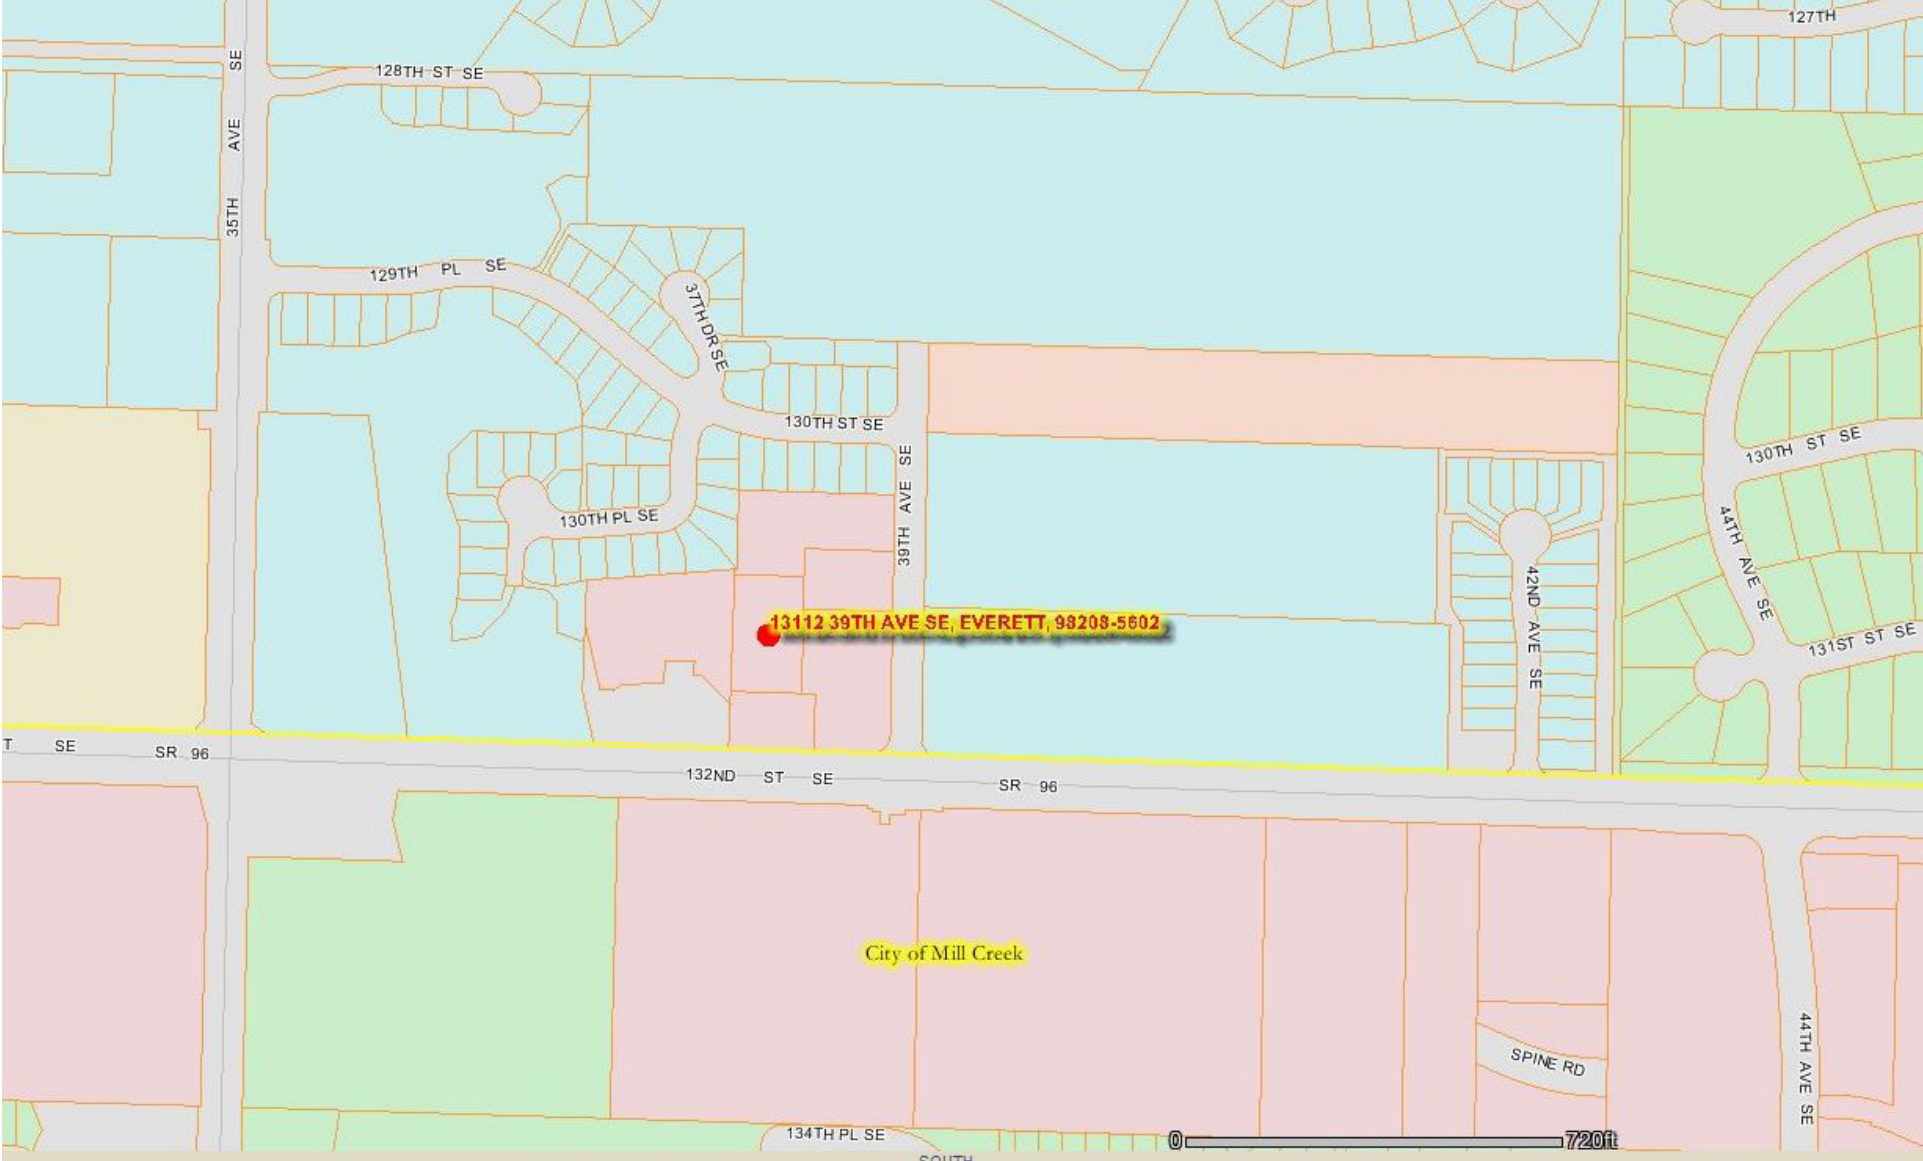 127TH
128TH ST SE
35TH AVE SE
129TH PL SE
37TH DR SE
130TH ST SE
39TH AVE SE
130TH ST SE
130TH PL SE
44TH AVE SE
42ND AVE SE
13112 39TH AVE SE, EVERETT, 98208-5602
131ST ST SE
T SE SR 96
132ND ST SE SR 96
City of Mill Creek
SPINE RD
44TH AVE SE
134TH PL SE
0 720ft
SOUTH